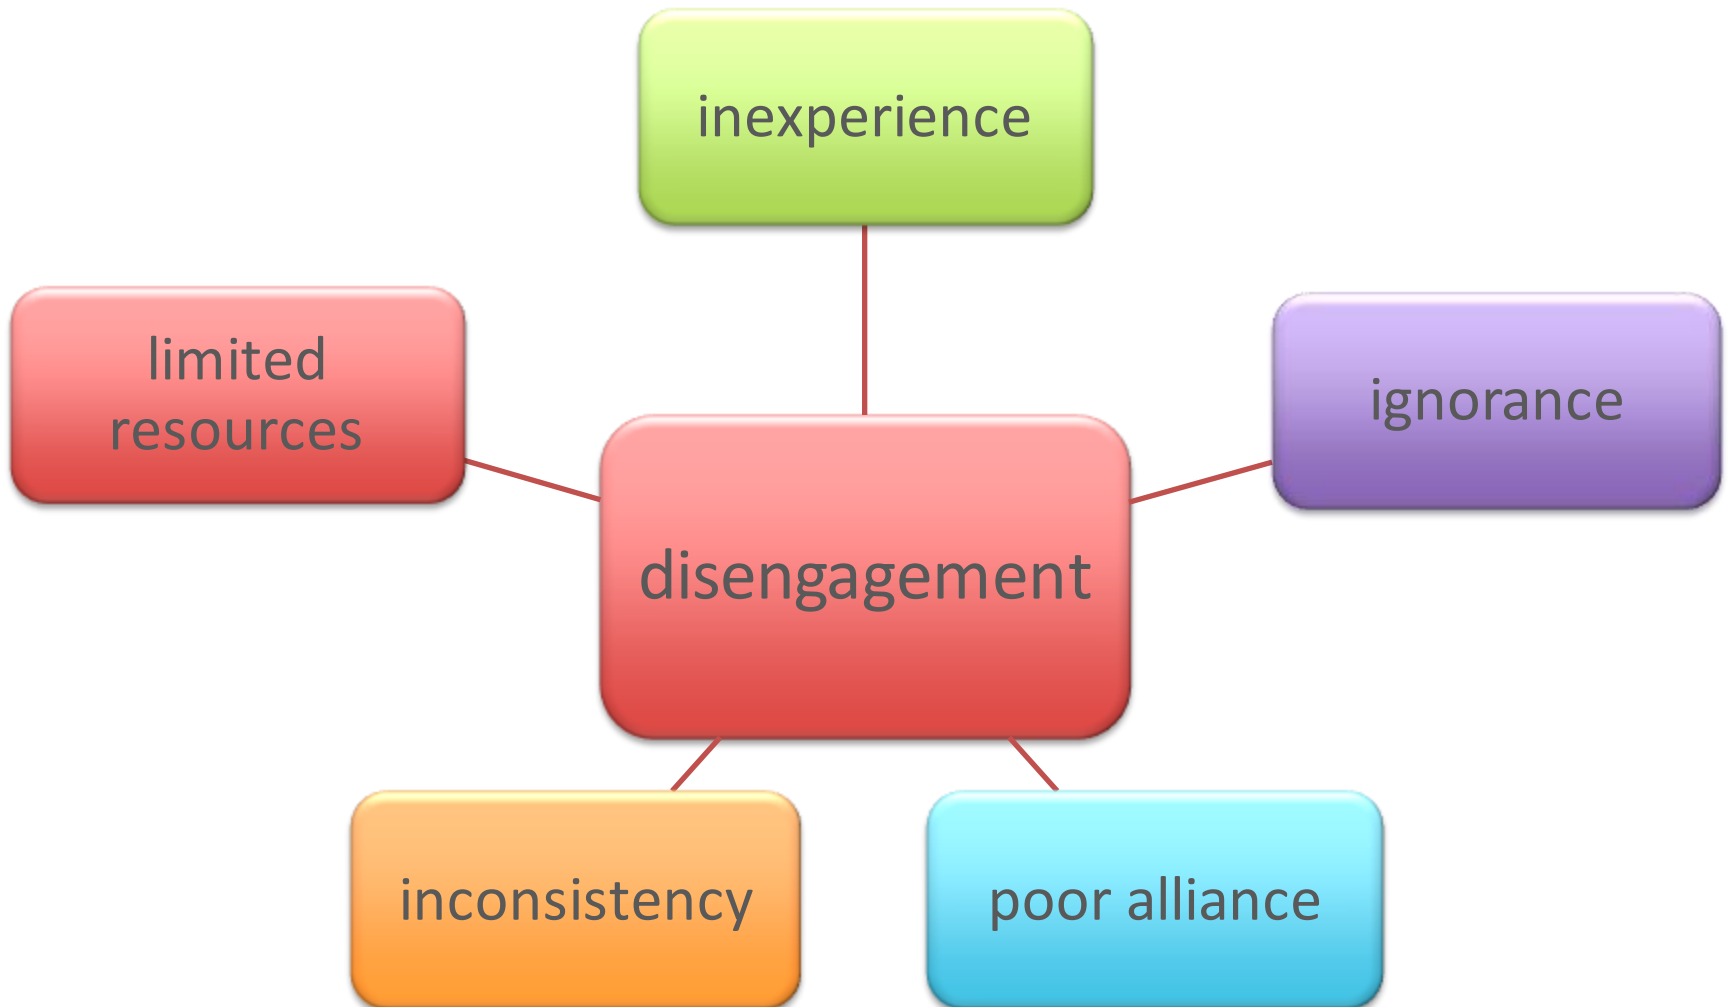 inexperience
limited
resources
ignorance
disengagement
inconsistency
poor alliance